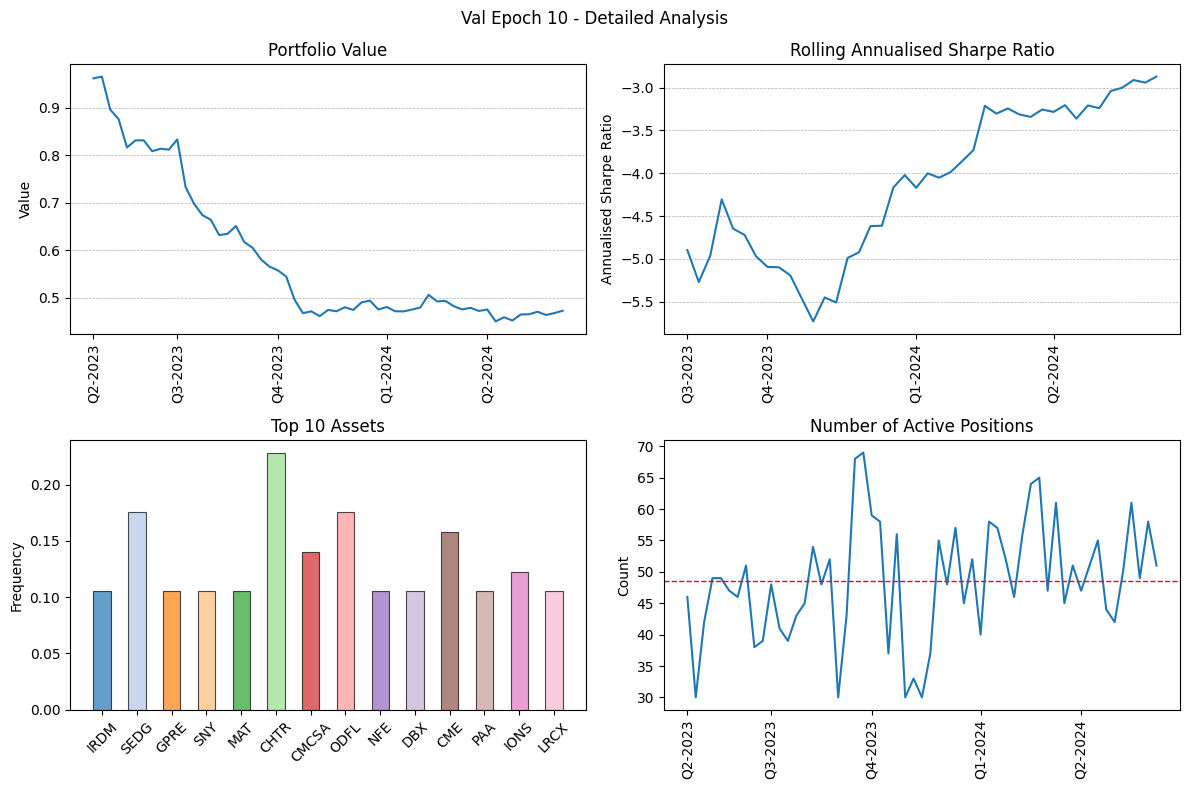 Val Epoch 10 - Detailed Analysis
Portfolio Value
Value
0.9
0.8
0.7
0.6
0.5
Q2-2023
Q3-2023
Q4-2023
Q1-2024
Q2-2024
Rolling Annualised Sharpe Ratio
Annualised Sharpe Ratio
−3.0
−3.5
−4.0
−4.5
−5.0
−5.5
Q3-2023
Q4-2023
Q1-2024
Q2-2024
Top 10 Assets
Frequency
0.20
0.15
0.10
0.05
0.00
IRDM
SEDG
GPRE
SNY
MAT
CHTR
CMCSA
ODFL
NFE
DBX
CME
PAA
IONS
LRCX
Number of Active Positions
Count
70
65
60
55
50
45
40
35
30
Q2-2023
Q3-2023
Q4-2023
Q1-2024
Q2-2024